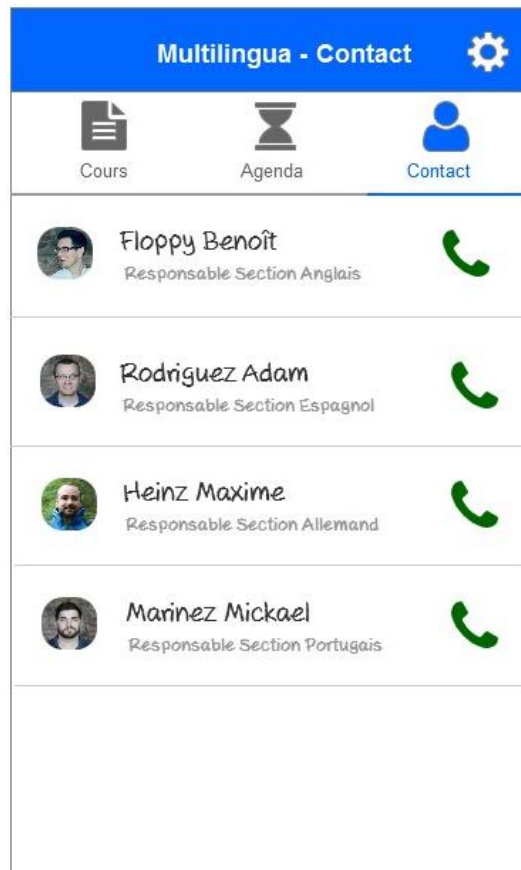 Multilingua - Contact
Cours Agenda Contact
Floppy Benoît
Responsable Section Anglais
Rodriguez Adam
Responsable Section Espagnol
Heinz Maxime
Responsable Section Allemand
Marinez Mickael
Responsable Section Portugais